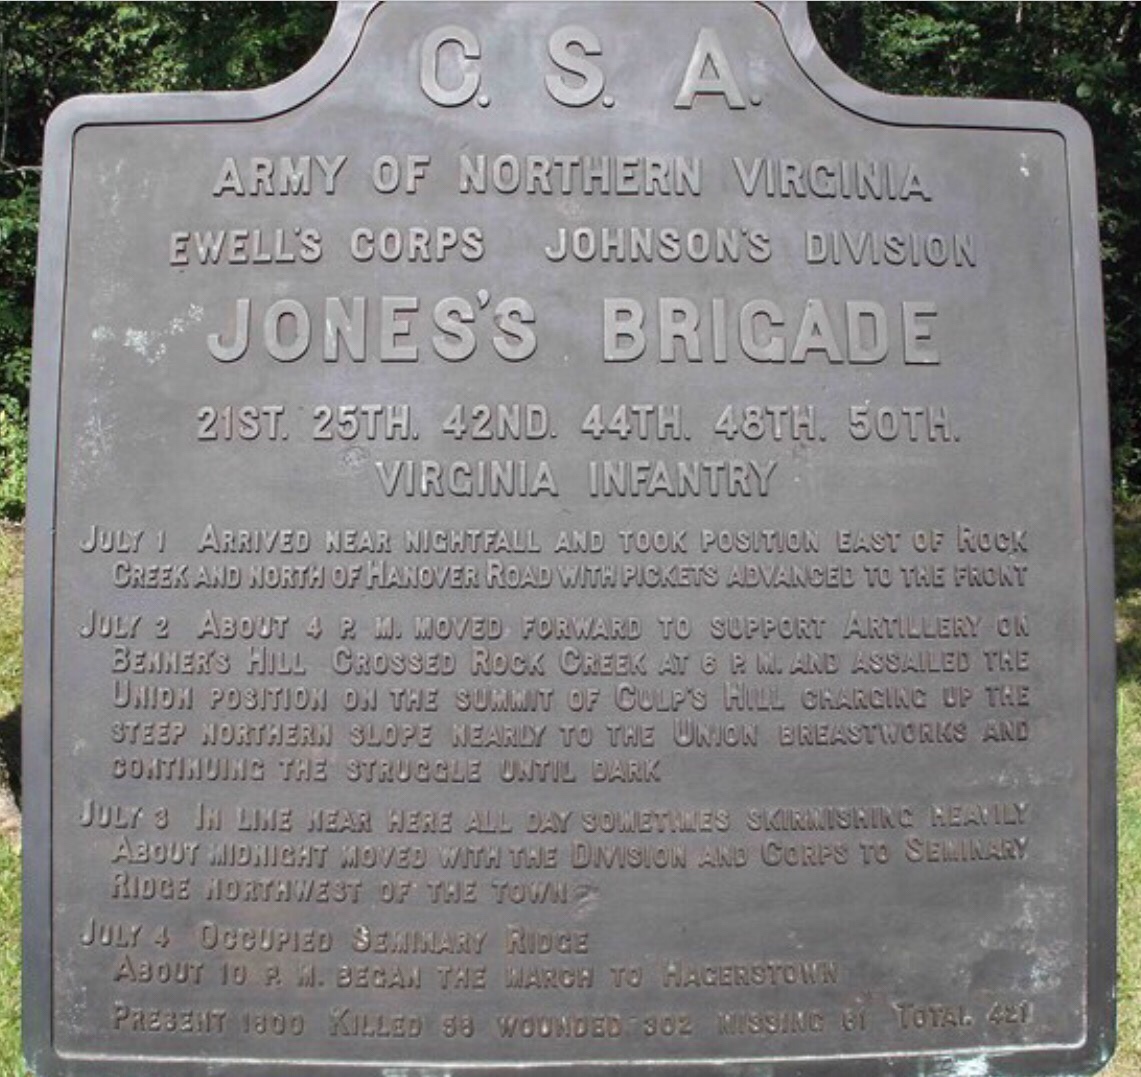 C. S. A.
ARMY OF NORTHERN VIRGINIA
EWELL'S CORPS JOHNSON'S DIVISION
JONES'S BRIGADE
21ST. 25TH. 42ND. 44TH. 48TH. 50TH.
VIRGINIA INFANTRY
JULY 1 ARRIVED NEAR NIGHTFALL AND TOOK POSITION EAST OF ROCK
CREEK AND NORTH OF HANOVER ROAD WITH PICKETS ADVANCED TO THE FRONT
JULY 2 ABOUT 4 P. M. MOVED FORWARD TO SUPPORT ARTILLERY ON
BENNER'S HILL CROSSED ROCK CREEK AT 6 P. M. AND ASSAILED THE
UNION POSITION ON THE SUMMIT OF CULP'S HILL CHARGING UP THE
STEEP NORTHERN SLOPE NEARLY TO THE UNION BREASTWORKS AND
CONTINUING THE STRUGGLE UNTIL DARK
JULY 3 IN LINE NEAR HERE ALL DAY SOMETIMES SKIRMISHING HEAVILY
ABOUT MIDNIGHT MOVED WITH THE DIVISION AND CORPS TO SEMINARY
RIDGE NORTHWEST OF THE TOWN
JULY 4 OCCUPIED SEMINARY RIDGE
ABOUT 10 P. M. BEGAN THE MARCH TO HAGERSTOWN
PRESENT 1600 KILLED 58 WOUNDED 302 MISSING 61 TOTAL 421